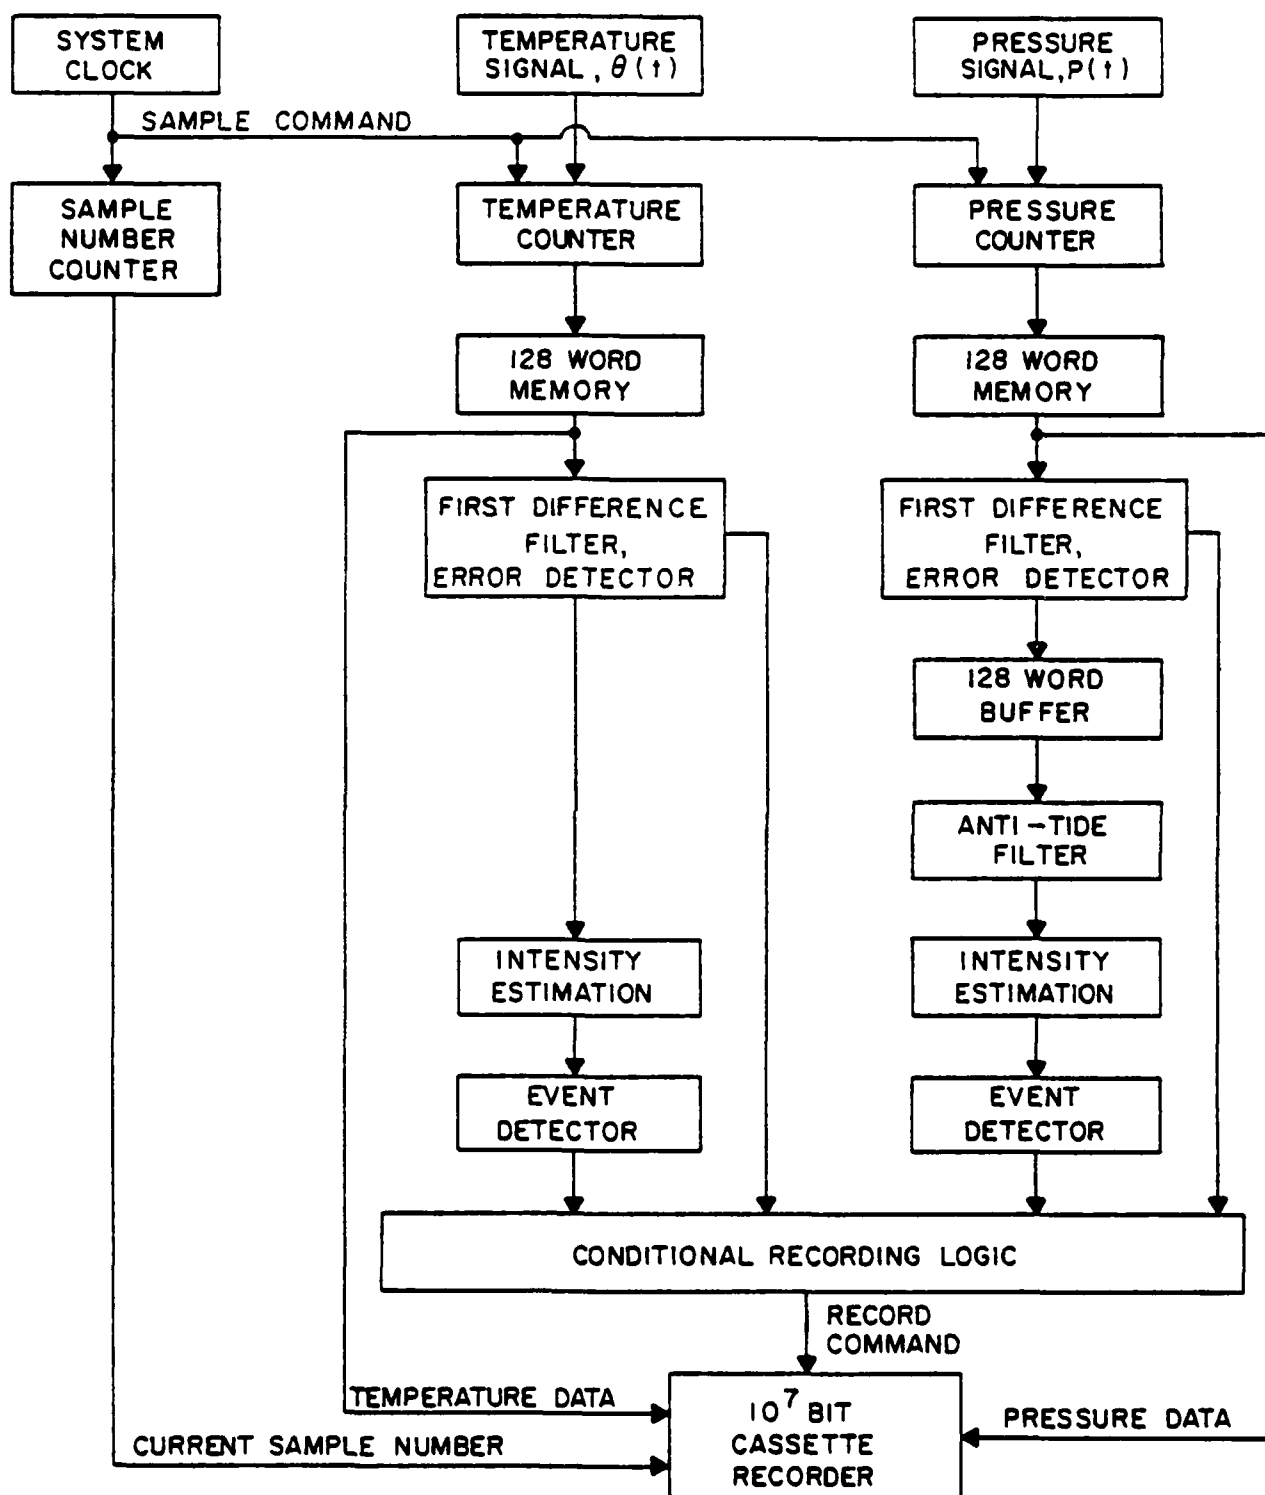 SYSTEM
CLOCK
TEMPERATURE
SIGNAL, θ(t)
PRESSURE
SIGNAL, P(t)
SAMPLE COMMAND
SAMPLE
NUMBER
COUNTER
TEMPERATURE
COUNTER
PRESSURE
COUNTER
128 WORD
MEMORY
128 WORD
MEMORY
FIRST DIFFERENCE
FILTER,
ERROR DETECTOR
FIRST DIFFERENCE
FILTER,
ERROR DETECTOR
128 WORD
BUFFER
ANTI-TIDE
FILTER
INTENSITY
ESTIMATION
INTENSITY
ESTIMATION
EVENT
DETECTOR
EVENT
DETECTOR
CONDITIONAL RECORDING LOGIC
RECORD
COMMAND
TEMPERATURE DATA
CURRENT SAMPLE NUMBER
10⁷ BIT
CASSETTE
RECORDER
PRESSURE DATA